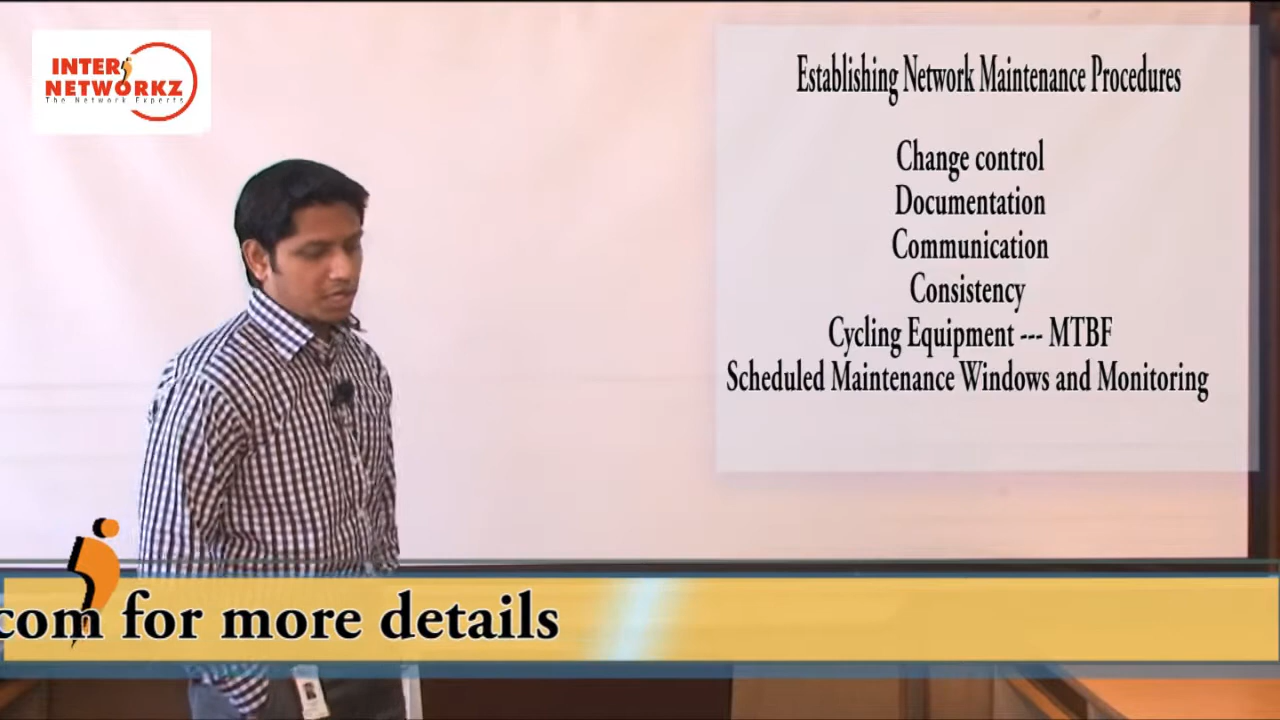 INTER
NETWORKZ
The Network Experts
Establishing Network Maintenance Procedures
Change control
Documentation
Communication
Consistency
Cycling Equipment --- MTBF
Scheduled Maintenance Windows and Monitoring
com for more details